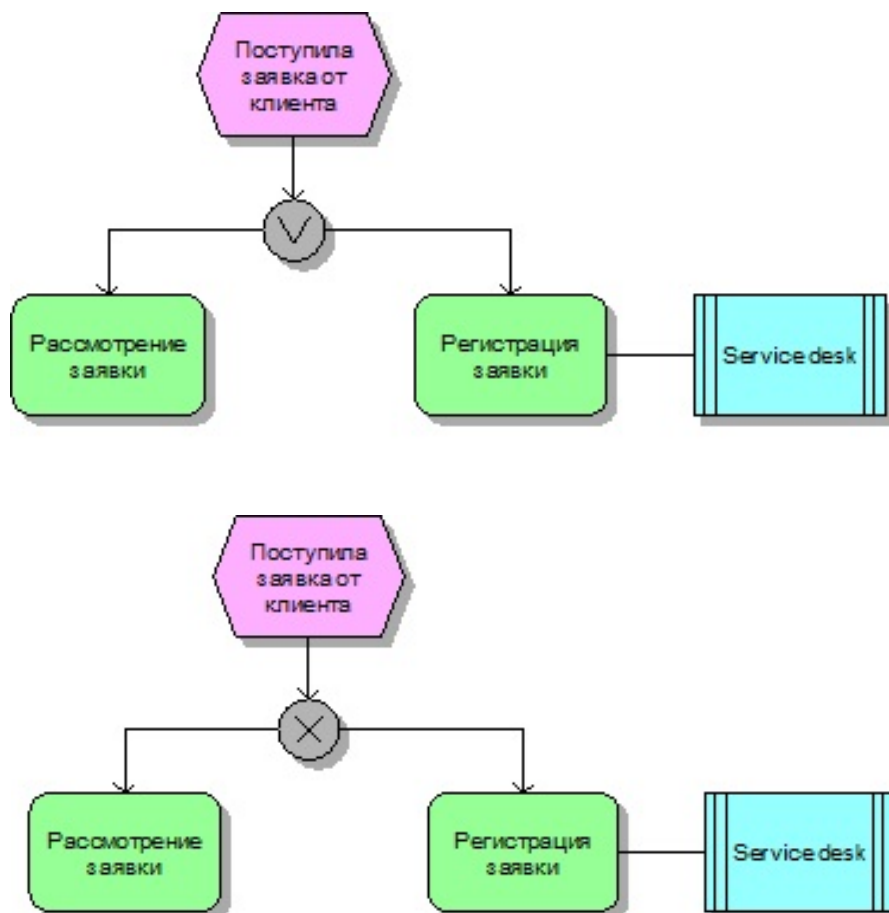 Поступила
заявка от
клиента
V
Рассмотрение
заявки
Регистрация
заявки
Service desk
Поступила
заявка от
клиента
X
Рассмотрение
заявки
Регистрация
заявки
Service desk